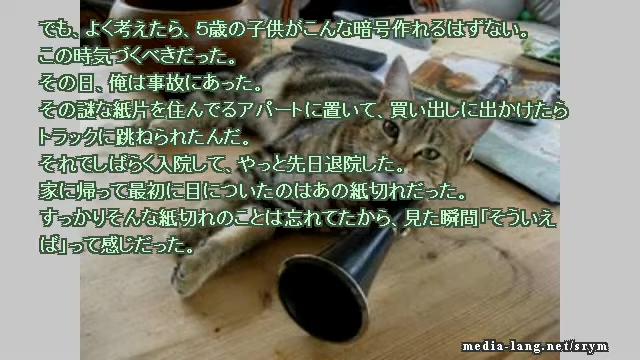 でも、よく考えたら、5歳の子供がこんな暗号作れるはずない。
この時気づくべきだった。
その日、俺は事故にあった。
その謎な紙片を住んでるアパートに置いて、買い出しに出かけたら
トラックに跳ねられたんだ。
それでしばらく入院して、やっと先日退院した。
家に帰って最初に目についたのはあの紙切れだった。
すっかりそんな紙切れのことは忘れてたから、見た瞬間「そういえ
ば」って感じだった。
media-lang.net/srym